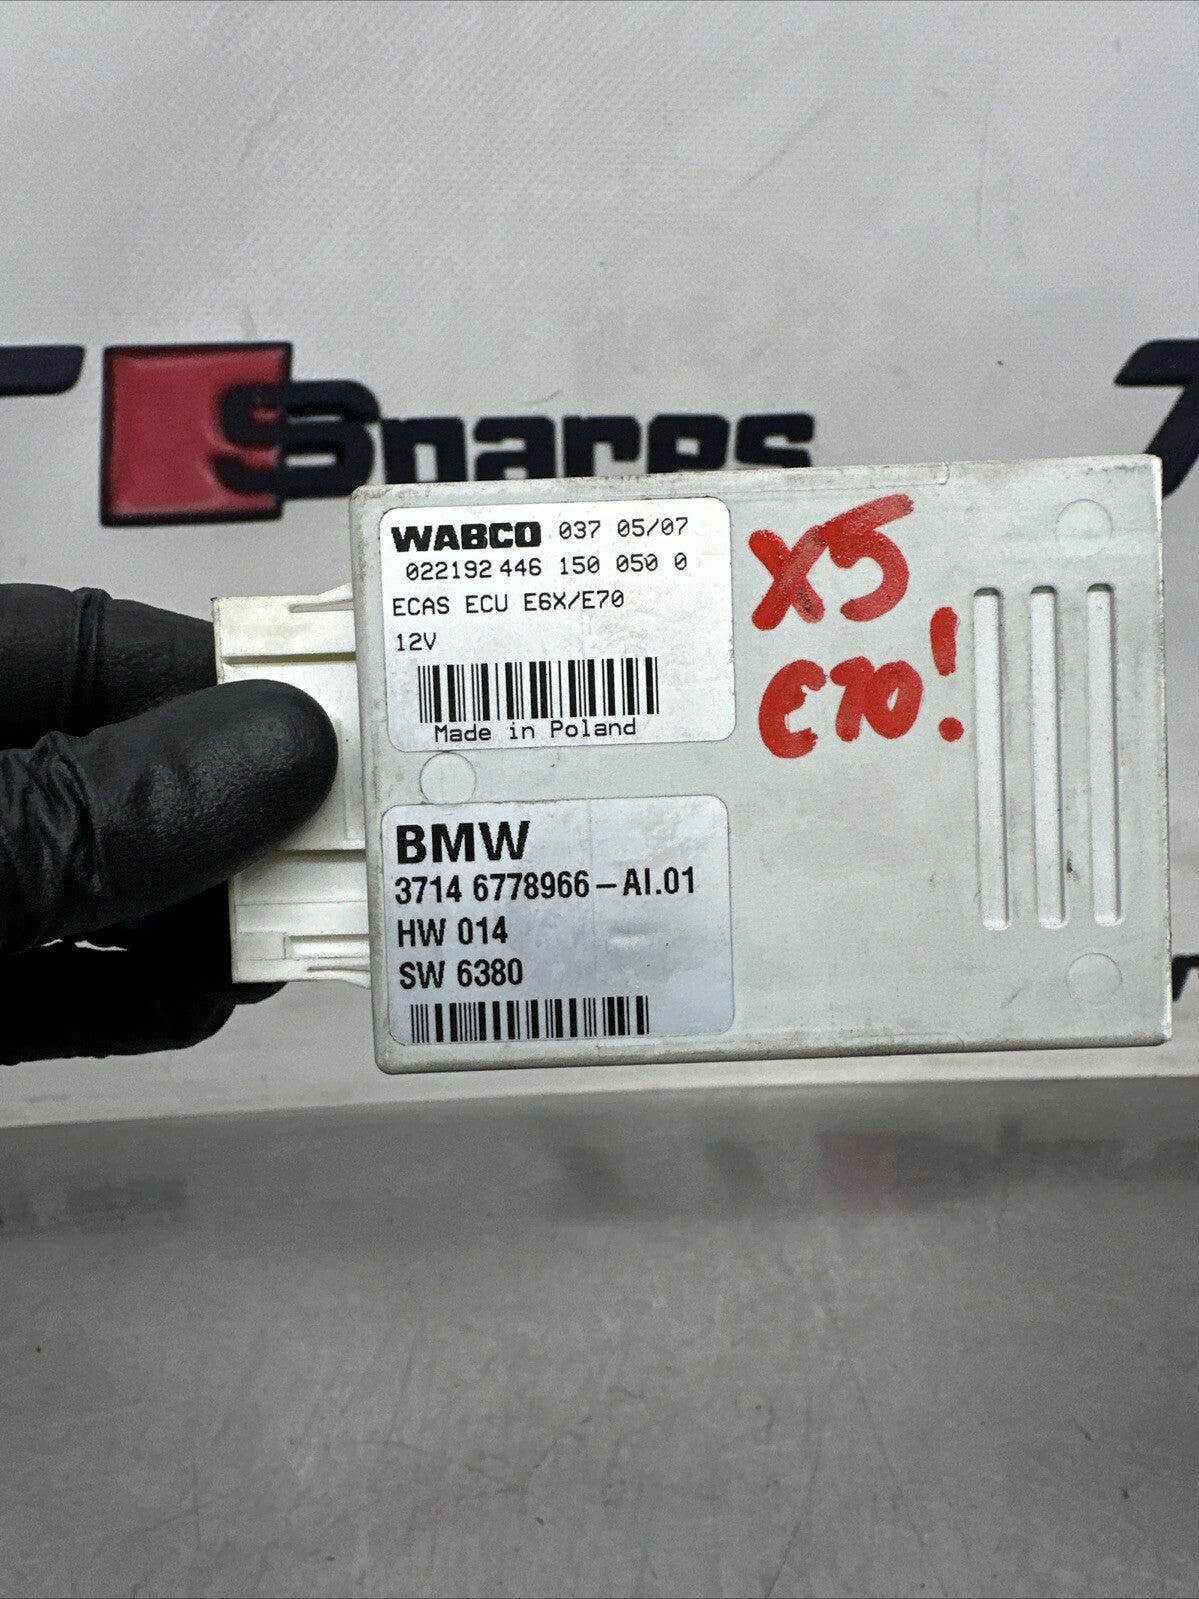 Spares
WABCO 037 05/07
022192 446 150 050 0
ECAS ECU E6X/E70
12V
Made in Poland
X5
E70!
BMW
3714 6778966-AI.01
HW 014
SW 6380